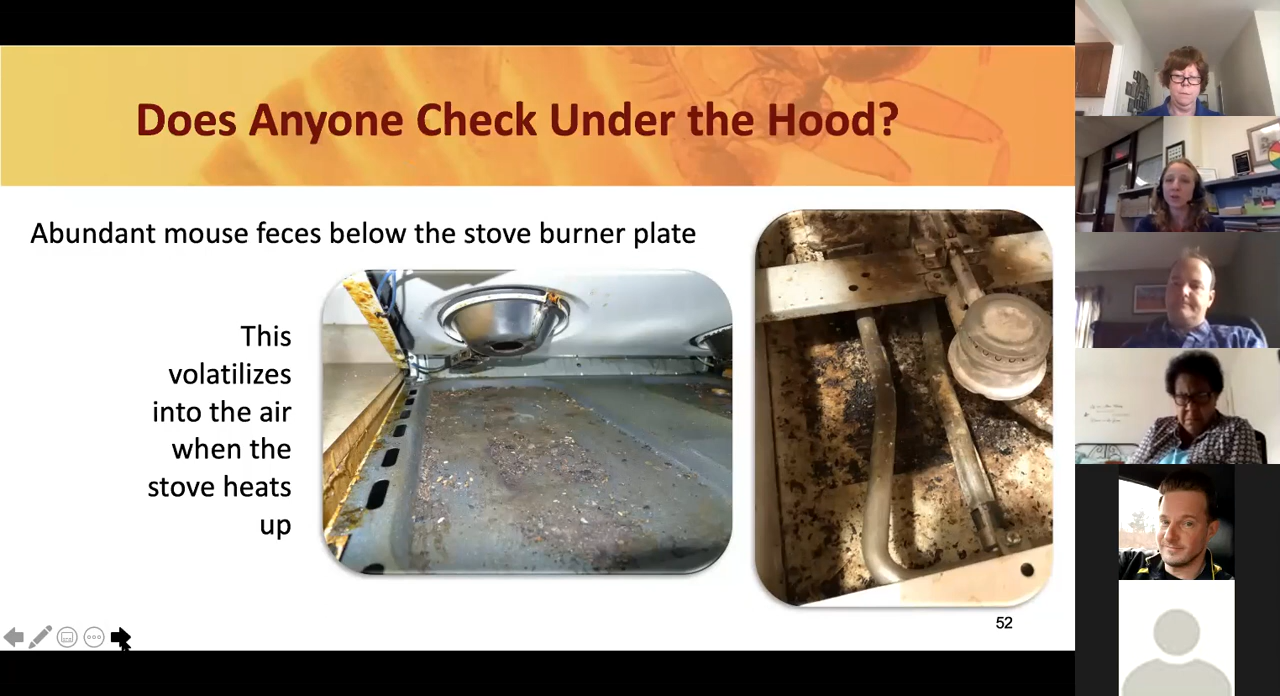 Does Anyone Check Under the Hood?
Abundant mouse feces below the stove burner plate
This
volatilizes
into the air
when the
stove heats
up
52